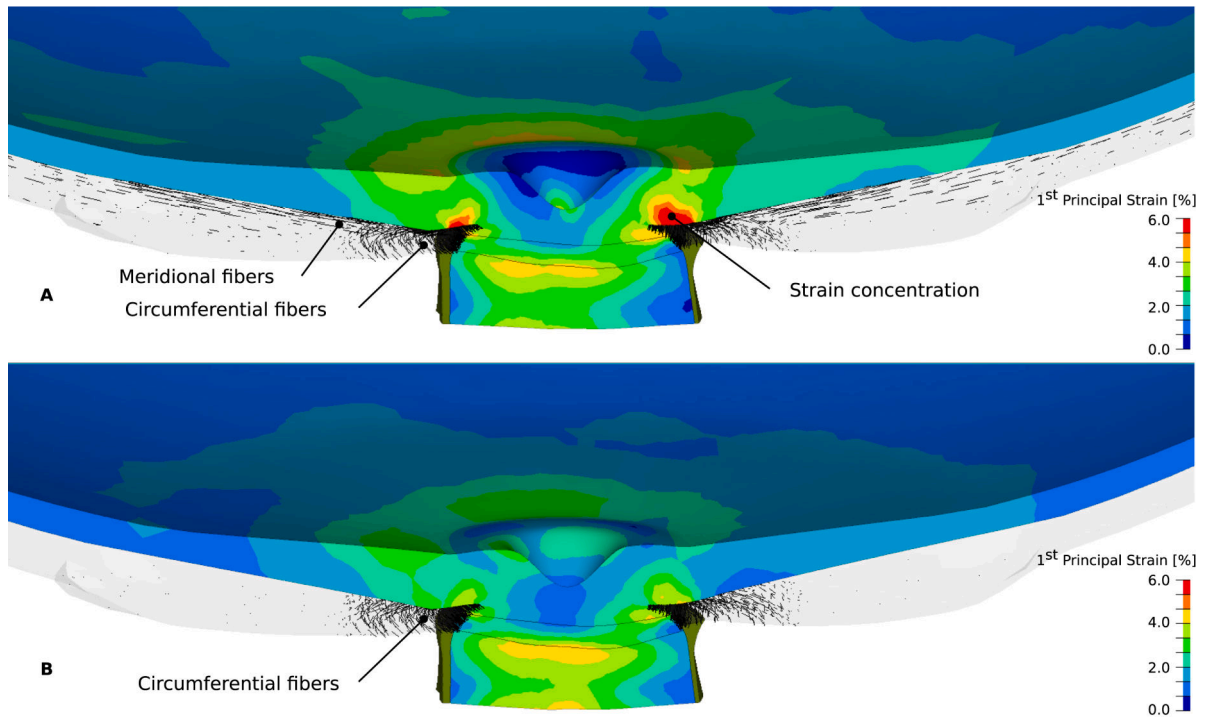 1st Principal Strain [%]
6.0
4.0
2.0
0.0
Meridional fibers
A
Circumferential fibers
Strain concentration
1st Principal Strain [%]
6.0
4.0
2.0
0.0
B
Circumferential fibers